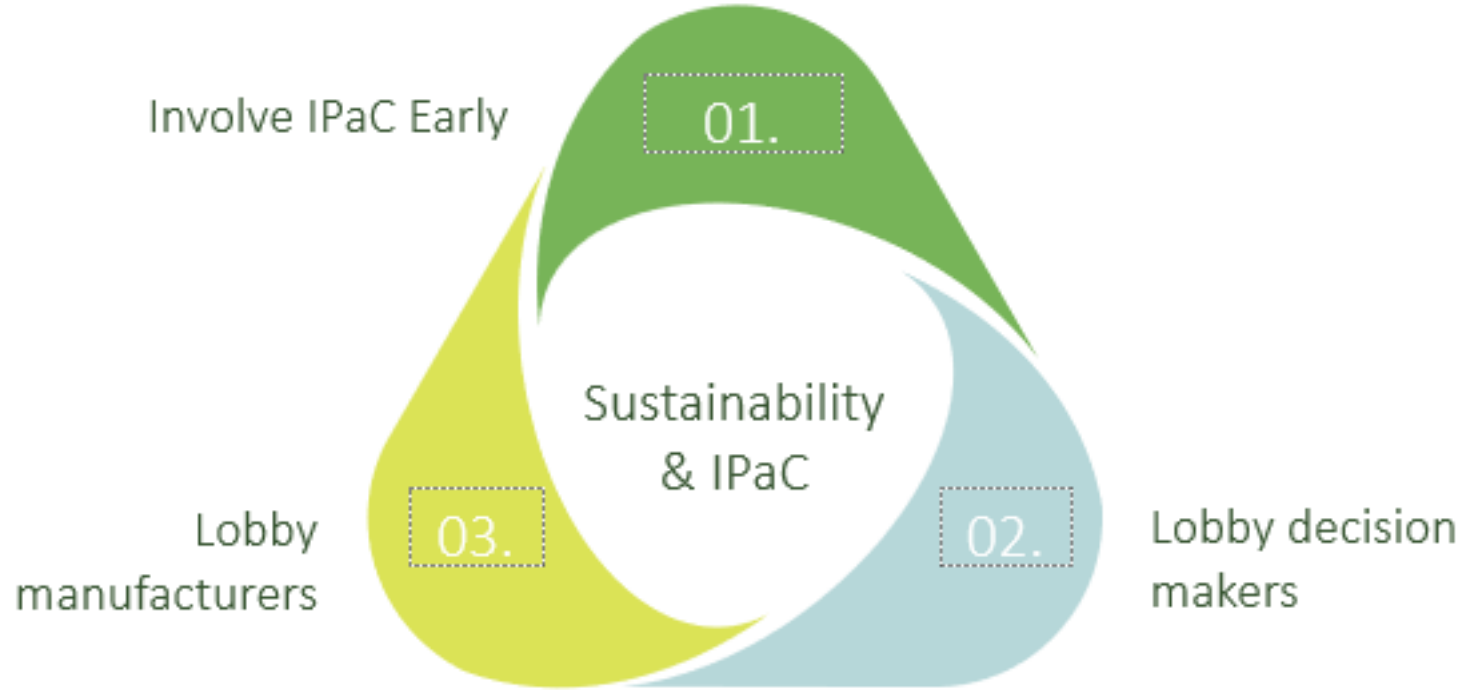 Involve IPaC Early
01.
Sustainability
& IPaC
03.
02.
Lobby
manufacturers
Lobby decision
makers